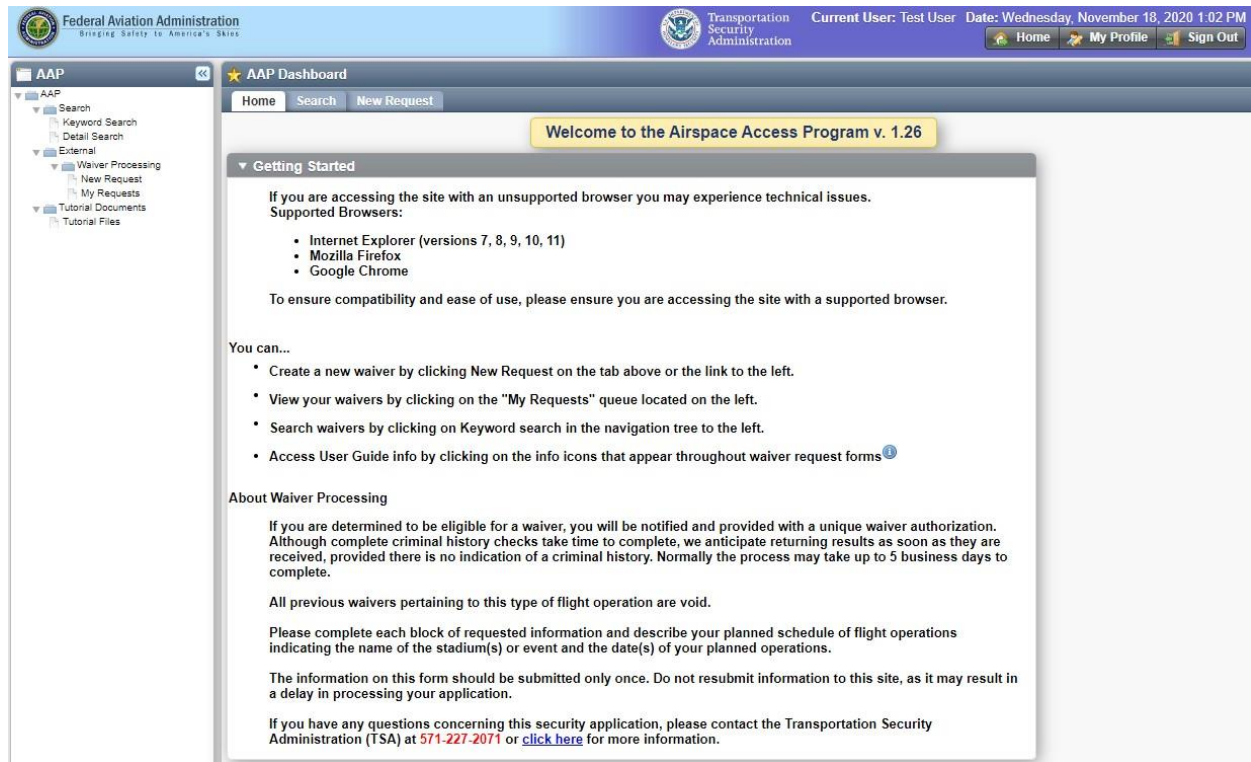 Federal Aviation Administration
Bringing Safety to America's Skies
Transportation
Security
Administration
Current User: Test User Date: Wednesday, November 18, 2020 1:02 PM
Home My Profile Sign Out
AAP
AAP
Search
Keyword Search
Detail Search
External
Waiver Processing
New Request
My Requests
Tutorial Documents
Tutorial Files
AAP Dashboard
Home Search New Request
Welcome to the Airspace Access Program v. 1.26
Getting Started
If you are accessing the site with an unsupported browser you may experience technical issues.
Supported Browsers:
• Internet Explorer (versions 7, 8, 9, 10, 11)
• Mozilla Firefox
• Google Chrome
To ensure compatibility and ease of use, please ensure you are accessing the site with a supported browser.
You can...
• Create a new waiver by clicking New Request on the tab above or the link to the left.
• View your waivers by clicking on the "My Requests" queue located on the left.
• Search waivers by clicking on Keyword search in the navigation tree to the left.
• Access User Guide info by clicking on the info icons that appear throughout waiver request forms
About Waiver Processing
If you are determined to be eligible for a waiver, you will be notified and provided with a unique waiver authorization.
Although complete criminal history checks take time to complete, we anticipate returning results as soon as they are
received, provided there is no indication of a criminal history. Normally the process may take up to 5 business days to
complete.
All previous waivers pertaining to this type of flight operation are void.
Please complete each block of requested information and describe your planned schedule of flight operations
indicating the name of the stadium(s) or event and the date(s) of your planned operations.
The information on this form should be submitted only once. Do not resubmit information to this site, as it may result in
a delay in processing your application.
If you have any questions concerning this security application, please contact the Transportation Security
Administration (TSA) at 571-227-2071 or click here for more information.